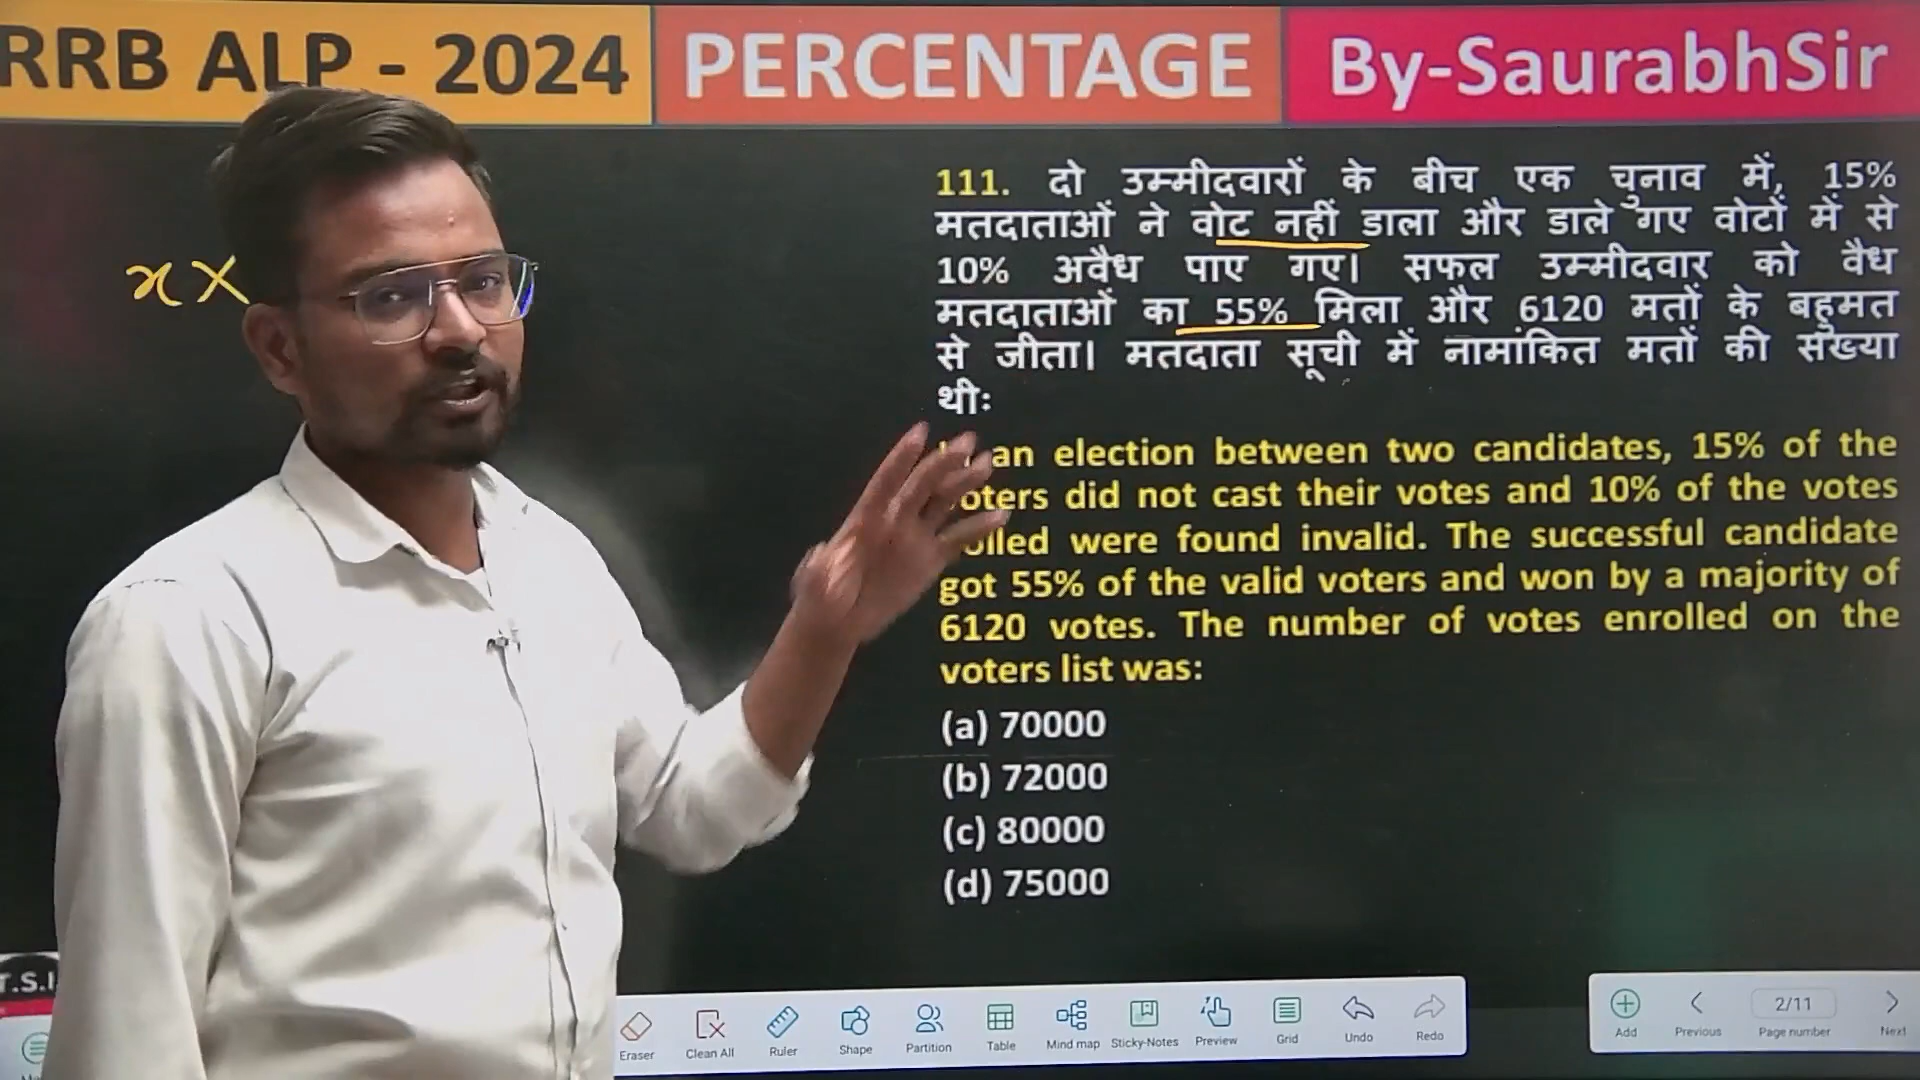 RRB ALP - 2024
PERCENTAGE
By-SaurabhSir
x ×
111. दो उम्मीदवारों के बीच एक चुनाव में, 15%
मतदाताओं ने वोट नहीं डाला और डाले गए वोटों में से
10% अवैध पाए गए। सफल उम्मीदवार को वैध
मतदाताओं का 55% मिला और 6120 मतों के बहुमत
से जीता। मतदाता सूची में नामांकित मतों की संख्या
थीः
an election between two candidates, 15% of the
oters did not cast their votes and 10% of the votes
olled were found invalid. The successful candidate
got 55% of the valid voters and won by a majority of
6120 votes. The number of votes enrolled on the
voters list was:
(a) 70000
(b) 72000
(c) 80000
(d) 75000
Eraser
Clean All
Ruler
Shape
Partition
Table
Mind map
Sticky-Notes
Preview
Grid
Undo
Redo
Add
Previous
2/11
Page number
Next